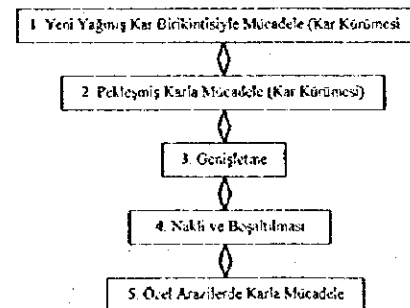 1 Yeni Yağmış Kar Birikintisiyle Mücadele (Kar Kürümesi
2 Pekleşmiş Karla Mücadele (Kar Kürümesi)
3. Genişletme
4. Nakli ve Boşaltılması
5. Özel Arazilerde Karla Mücadele